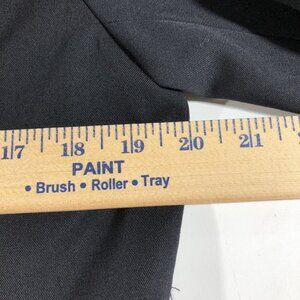 17 18 19 20 21
PAINT
• Brush • Roller • Tray